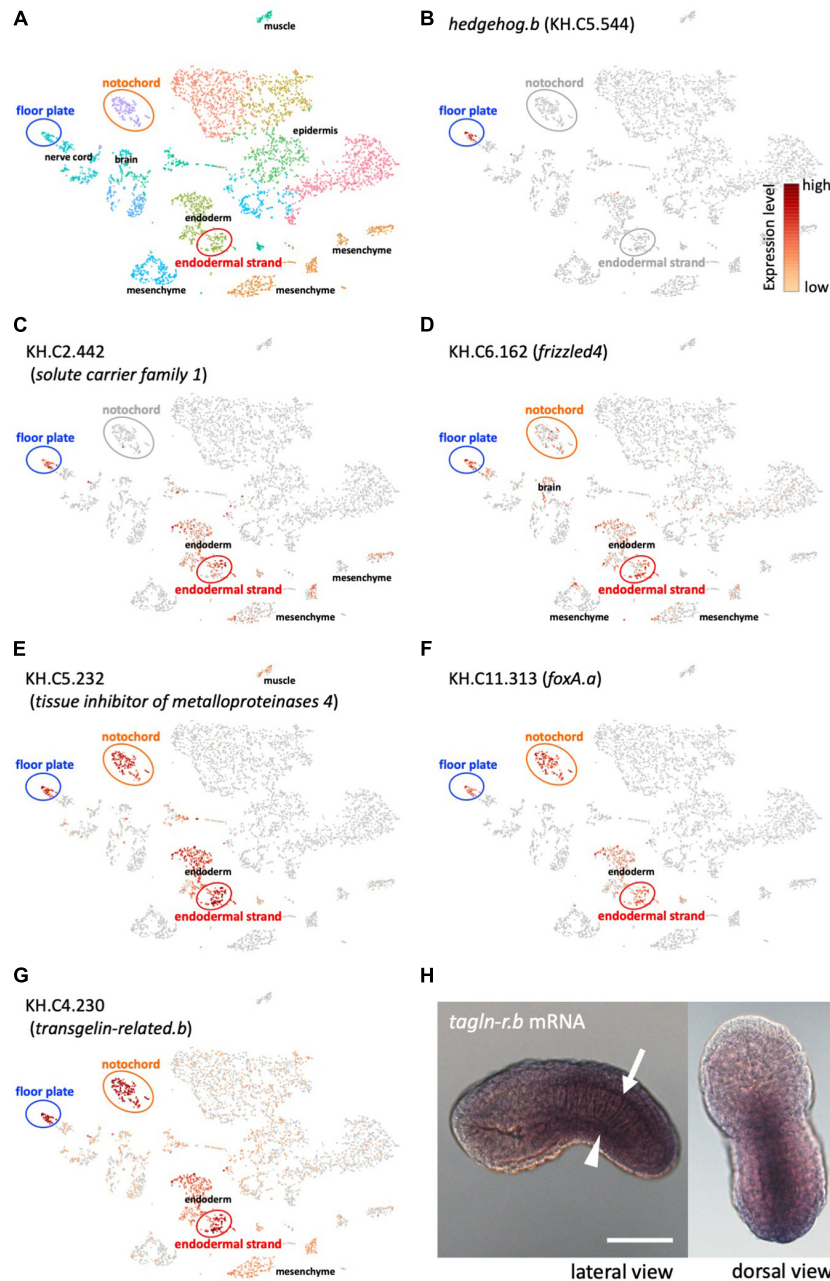 A
muscle
notochord
floor plate
epidermis
nerve cord
brain
endoderm
endodermal strand
mesenchyme
mesenchyme
mesenchyme
B
hedgehog.b (KH.C5.544)
notochord
floor plate
high
Expression level
low
endoderm
endodermal strand
C
KH.C2.442
(solute carrier family 1)
notochord
floor plate
endoderm
endodermal strand
mesenchyme
D
KH.C6.162 (frizzled4)
notochord
floor plate
brain
endoderm
endodermal strand
mesenchyme
mesenchyme
E
muscle
KH.C5.232
(tissue inhibitor of metalloproteinases 4)
notochord
floor plate
endoderm
endodermal strand
F
KH.C11.313 (foxA.a)
notochord
floor plate
endoderm
endodermal strand
G
KH.C4.230
(transgelin-related.b)
notochord
floor plate
endoderm
endodermal strand
mesenchyme
H
tagln-r.b mRNA
lateral view
dorsal view